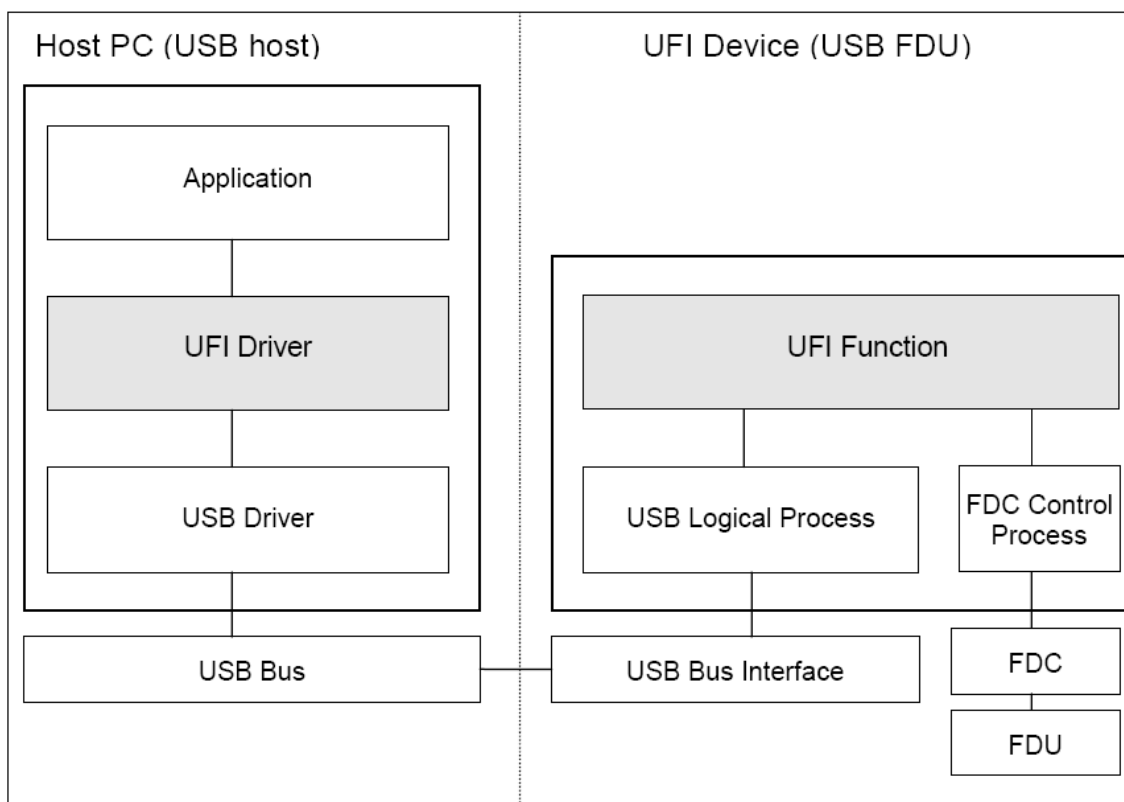 Host PC (USB host)
UFI Device (USB FDU)
Application
UFI Driver
UFI Function
USB Driver
USB Logical Process
FDC Control
Process
USB Bus
USB Bus Interface
FDC
FDU